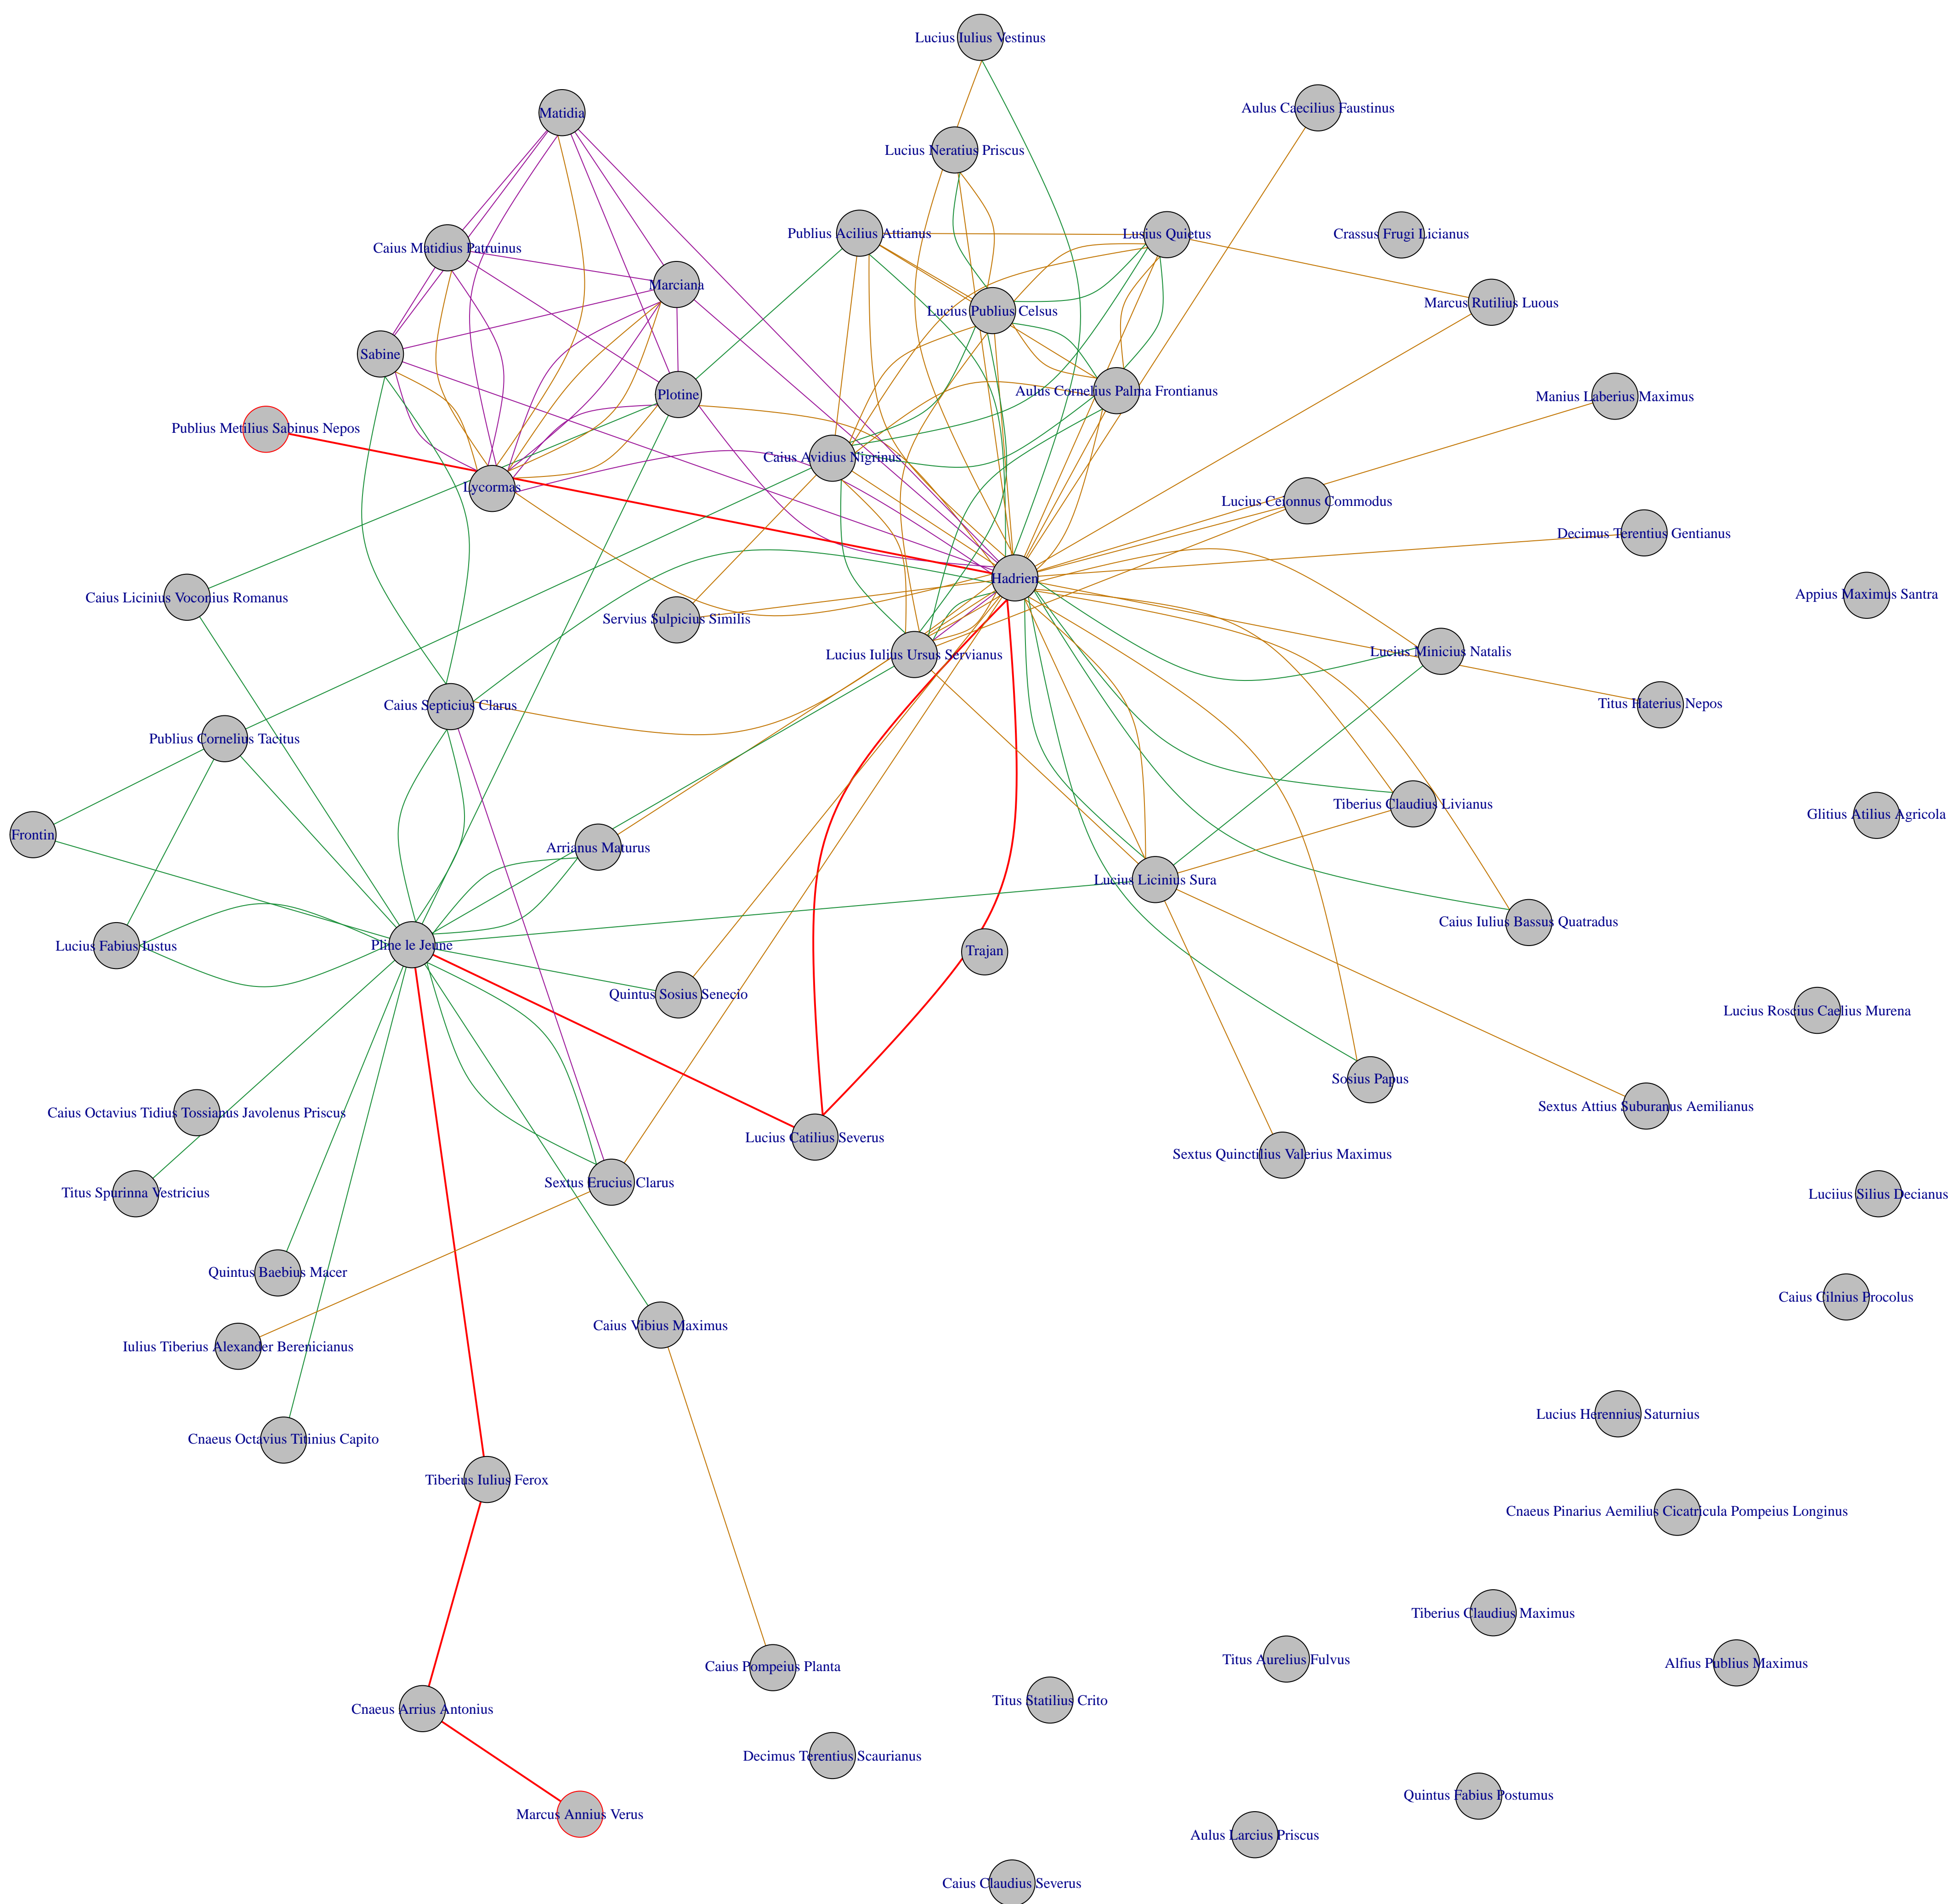 Lucius Iulius Vestinus
Aulus Caecilius Faustinus
Matidia
Lucius Neratius Priscus
Publius Acilius Attianus
Lusius Quietus
Crassus Frugi Licianus
Caius Matidius Patruinus
Marciana
Marcus Rutilius Luous
Lucius Publius Celsus
Sabine
Plotine
Aulus Cornelius Palma Frontianus
Manius Laberius Maximus
Publius Metilius Sabinus Nepos
Caius Avidius Nigrinus
Lycormas
Lucius Ceionnus Commodus
Decimus Terentius Gentianus
Hadrien
Appius Maximus Santra
Caius Licinius Voconius Romanus
Servius Sulpicius Similis
Lucius Iulius Ursus Servianus
Lucius Minicius Natalis
Titus Haterius Nepos
Caius Septicius Clarus
Publius Cornelius Tacitus
Tiberius Claudius Livianus
Glitius Atilius Agricola
Frontin
Arrianus Maturus
Lucius Licinius Sura
Caius Iulius Bassus Quatradus
Lucius Fabius Iustus
Pline le Jeune
Trajan
Quintus Sosius Senecio
Lucius Roscius Caelius Murena
Sosius Papus
Sextus Attius Suburanus Aemilianus
Caius Octavius Tidius Tossianus Javolenus Priscus
Lucius Catilius Severus
Sextus Quinctilius Valerius Maximus
Sextus Erucius Clarus
Titus Spurinna Vestricius
Luciius Silius Decianus
Quintus Baebius Macer
Caius Cilnius Procolus
Caius Vibius Maximus
Iulius Tiberius Alexander Berenicianus
Lucius Herennius Saturnius
Cnaeus Octavius Titinius Capito
Tiberius Iulius Ferox
Cnaeus Pinarius Aemilius Cicatricula Pompeius Longinus
Tiberius Claudius Maximus
Titus Aurelius Fulvus
Alfius Publius Maximus
Caius Pompeius Planta
Titus Statilius Crito
Cnaeus Arrius Antonius
Decimus Terentius Scaurianus
Quintus Fabius Postumus
Marcus Annius Verus
Aulus Larcius Priscus
Caius Claudius Severus